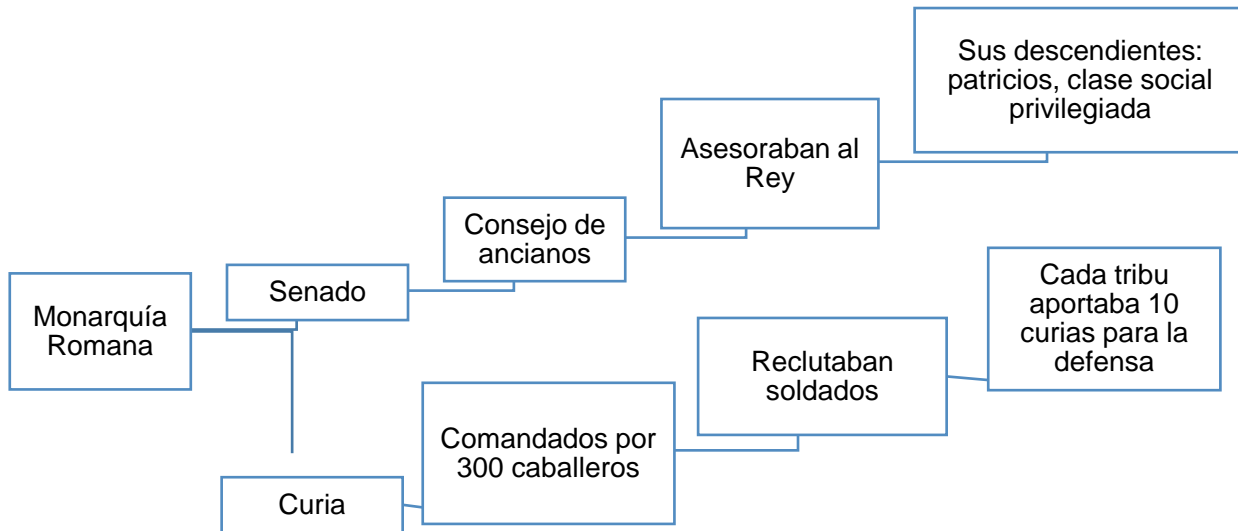 Monarquía
Romana
Senado
Consejo de
ancianos
Asesoraban al
Rey
Sus descendientes:
patricios, clase social
privilegiada
Curia
Comandados por
300 caballeros
Reclutaban
soldados
Cada tribu
aportaba 10
curias para la
defensa